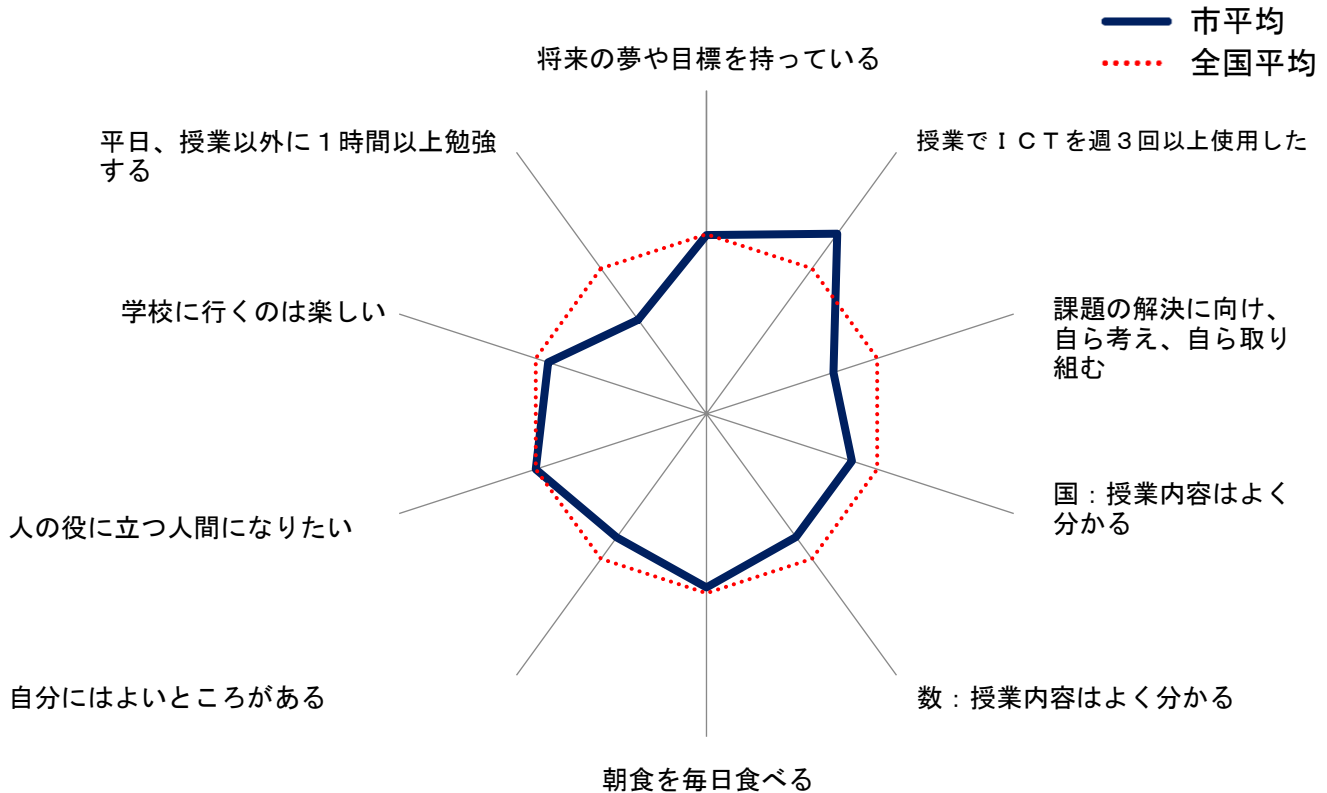 市平均
全国平均
将来の夢や目標を持っている
授業でＩＣＴを週３回以上使用した
課題の解決に向け、
自ら考え、自ら取り
組む
国：授業内容はよく
分かる
数：授業内容はよく分かる
朝食を毎日食べる
自分にはよいところがある
人の役に立つ人間になりたい
学校に行くのは楽しい
平日、授業以外に１時間以上勉強
する